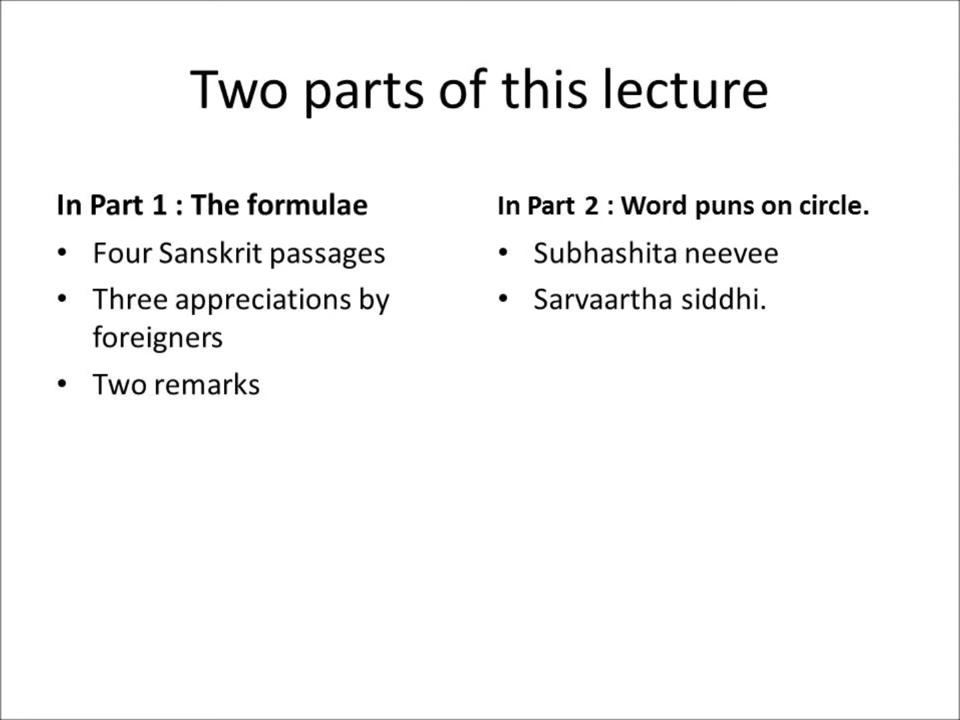 Two parts of this lecture
In Part 1 : The formulae
• Four Sanskrit passages
• Three appreciations by
foreigners
• Two remarks
In Part 2 : Word puns on circle.
• Subhashita neevee
• Sarvaartha siddhi.